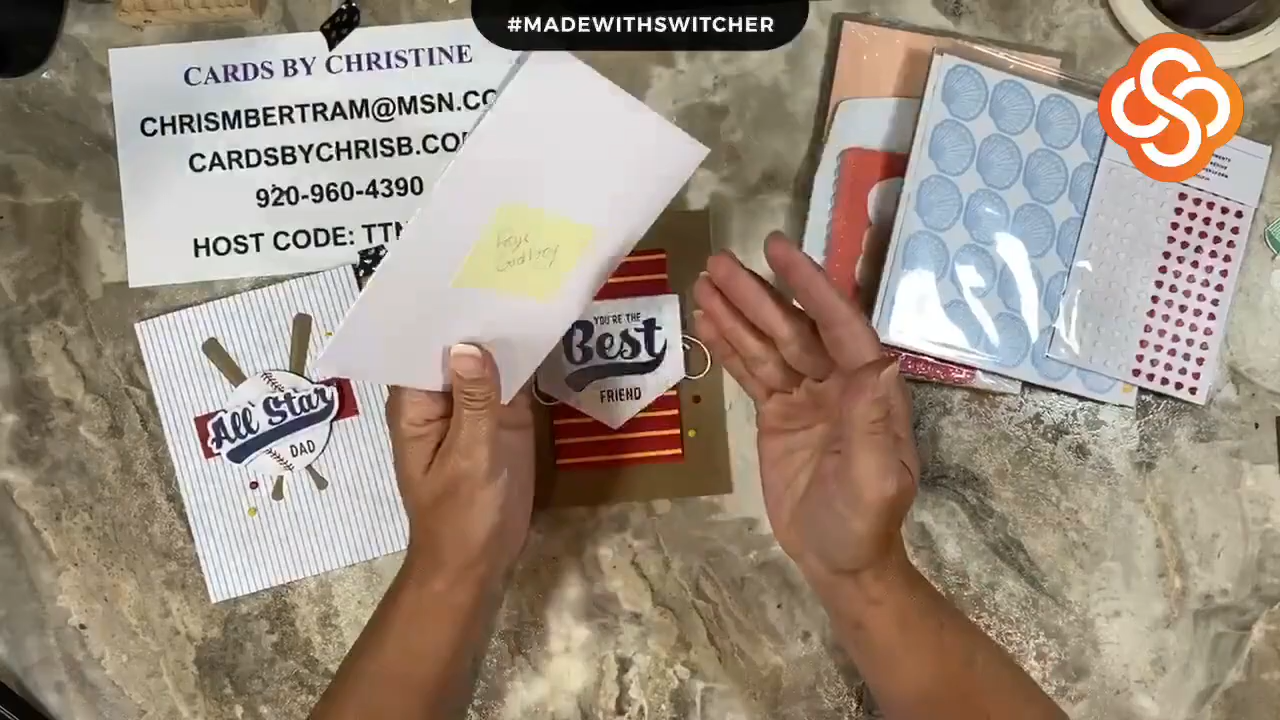 #MADEWITHSWITCHER
CARDS BY CHRISTINE
CHRISMBERTRAM@MSN.CO
CARDSBYCHRISB.CO
920-960-4390
HOST CODE: TTN
YOU'RE THE
Best
FRIEND
All Star
DAD